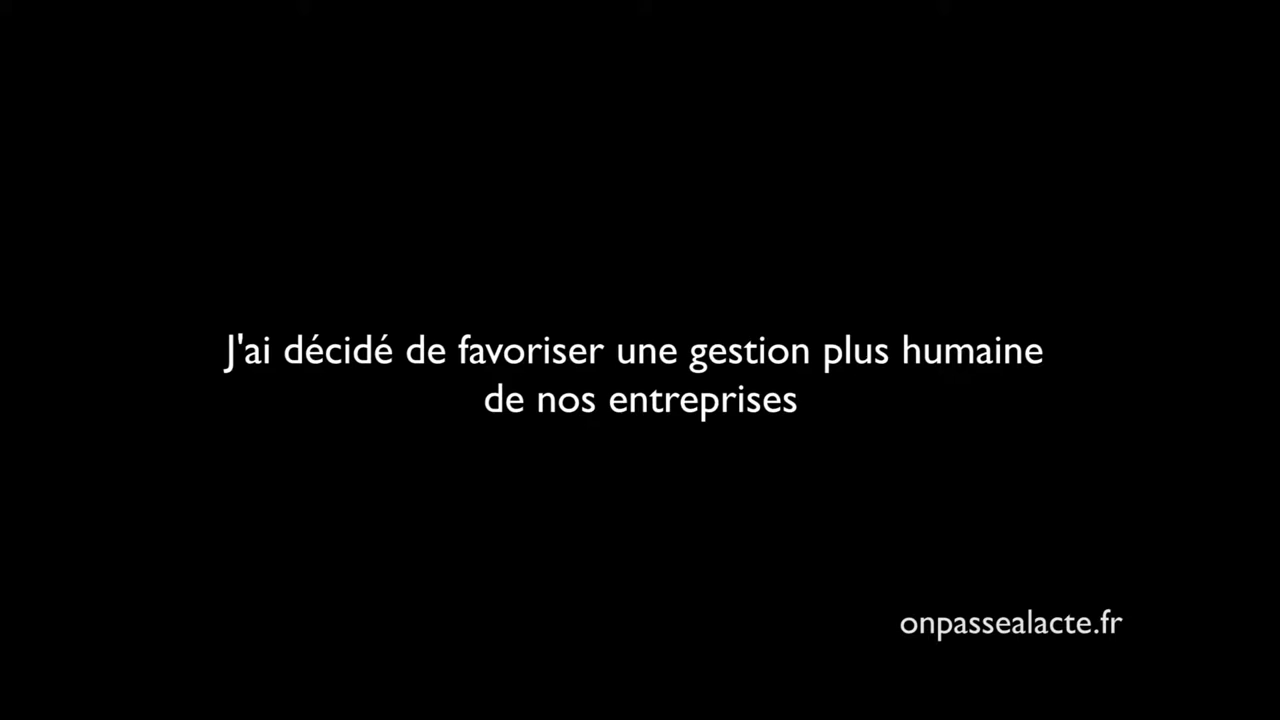 J'ai décidé de favoriser une gestion plus humaine
de nos entreprises
onpassealacte.fr